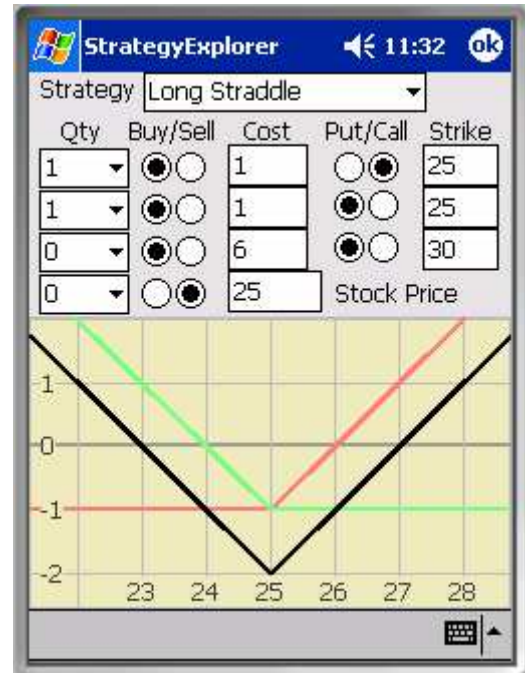 StrategyExplorer 11:32 ok
Strategy Long Straddle
Qty Buy/Sell Cost Put/Call Strike
1 1 25
1 1 25
0 6 30
0 25 Stock Price
1
0
-1
-2
23 24 25 26 27 28